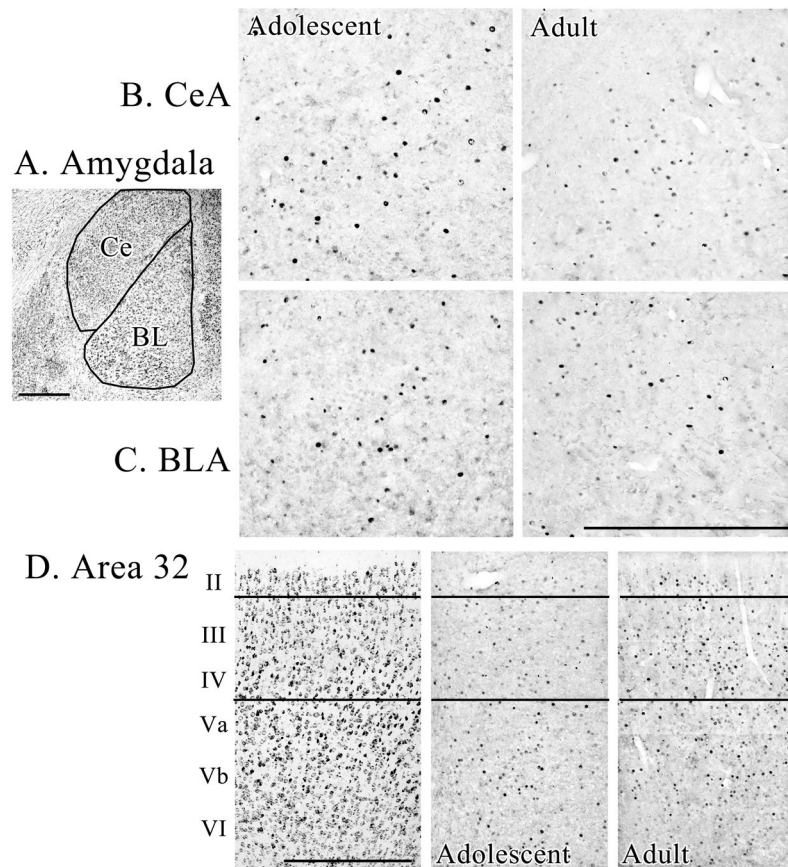 Adolescent
Adult
B. CeA
A. Amygdala
Ce
BL
C. BLA
D. Area 32
II
III
IV
Va
Vb
VI
Adolescent
Adult